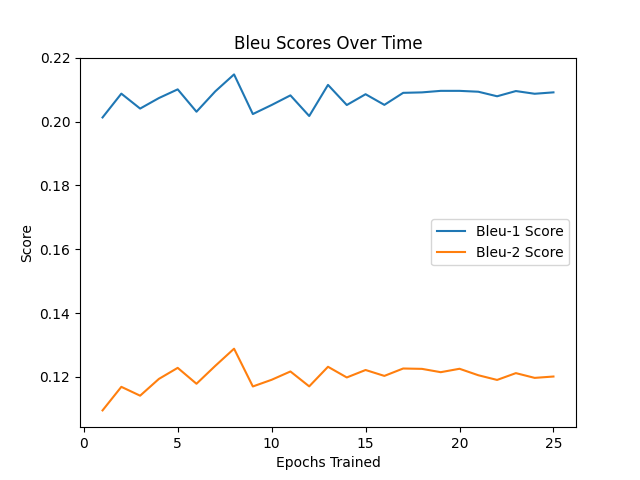 Bleu Scores Over Time
0.22
0.20
0.18
0.16
0.14
0.12
Score
Bleu-1 Score
Bleu-2 Score
0 5 10 15 20 25
Epochs Trained